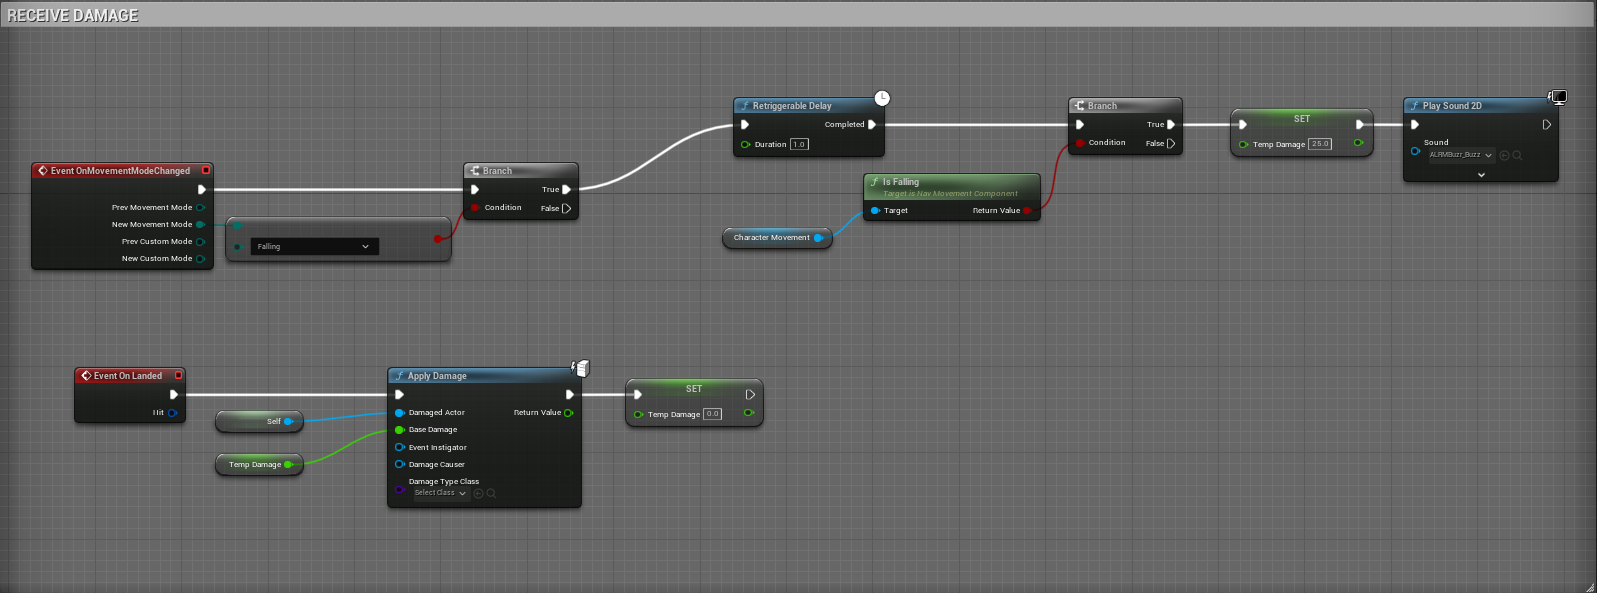 RECEIVE DAMAGE
Retriggerable Delay
Completed
Duration 1.0
Branch
True
Condition
False
SET
Temp Damage 25.0
Play Sound 2D
Sound
ALRMBuzr_Buzz
Event OnMovementModeChanged
Prev Movement Mode
New Movement Mode
Prev Custom Mode
New Custom Mode
Falling
Branch
True
Condition
False
Is Falling
Target is Nav Movement Component
Target
Return Value
Character Movement
Event On Landed
Hit
Self
Temp Damage
Apply Damage
Damaged Actor
Return Value
Base Damage
Event Instigator
Damage Causer
Damage Type Class
Select Class
SET
Temp Damage 0.0